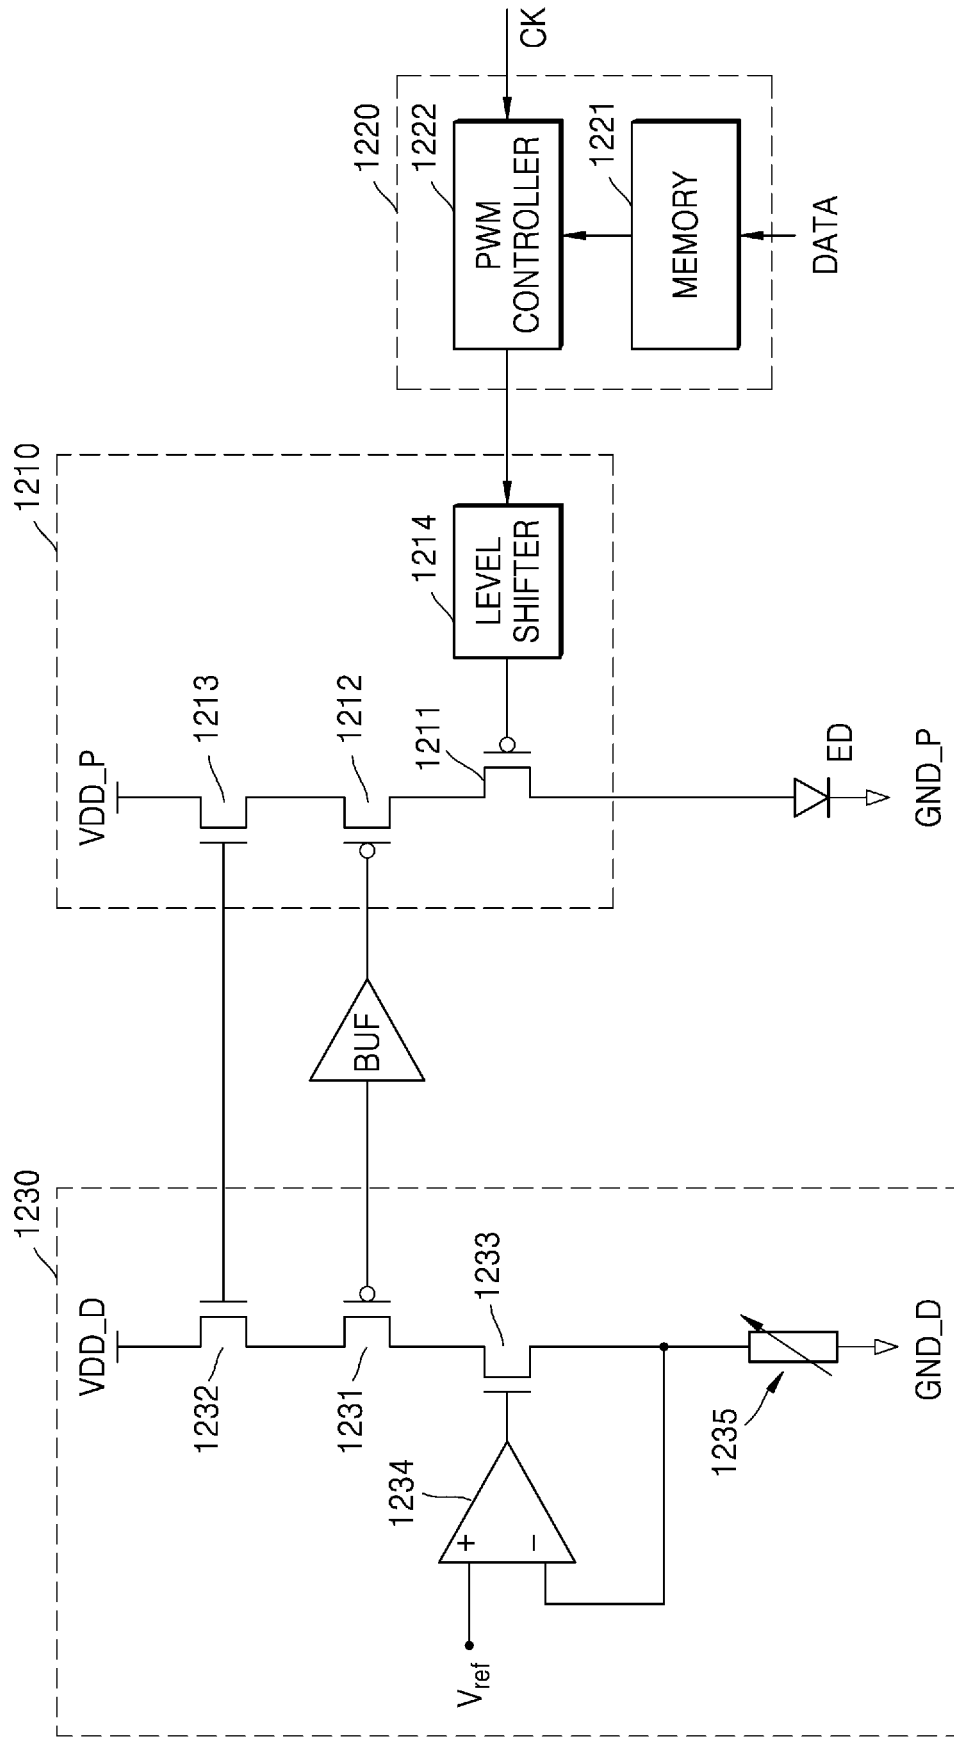 1230
VDD_D
1232
1231
1233
1234
+
−
Vref
1235
GND_D
BUF
1210
VDD_P
1213
1212
1211
1214
LEVEL
SHIFTER
ED
GND_P
1220
1222
PWM
CONTROLLER
CK
1221
MEMORY
DATA